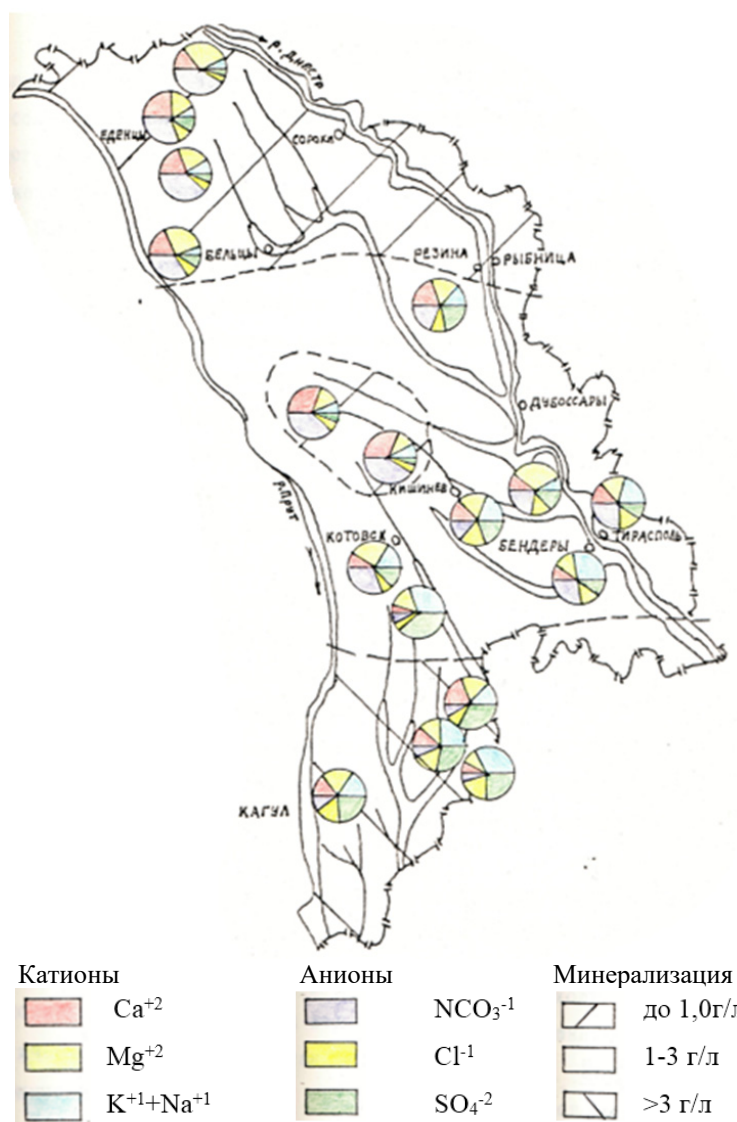 Р. ДНЕСТР
ЕДЕНЦЫ
СОРОКИ
БЕЛЬЦЫ
РЕЗИНА
РЫБНИЦА
ДУБОССАРЫ
КИШИНЕВ
Р. ПРУТ
КОТОВСК
БЕНДЕРЫ
ТИРАСПОЛЬ
КАГУЛ
Катионы Анионы Минерализация
Ca+2 NCO3-1 до 1,0г/л
Mg+2 Cl-1 1-3 г/л
K+1+Na+1 SO4-2 >3 г/л